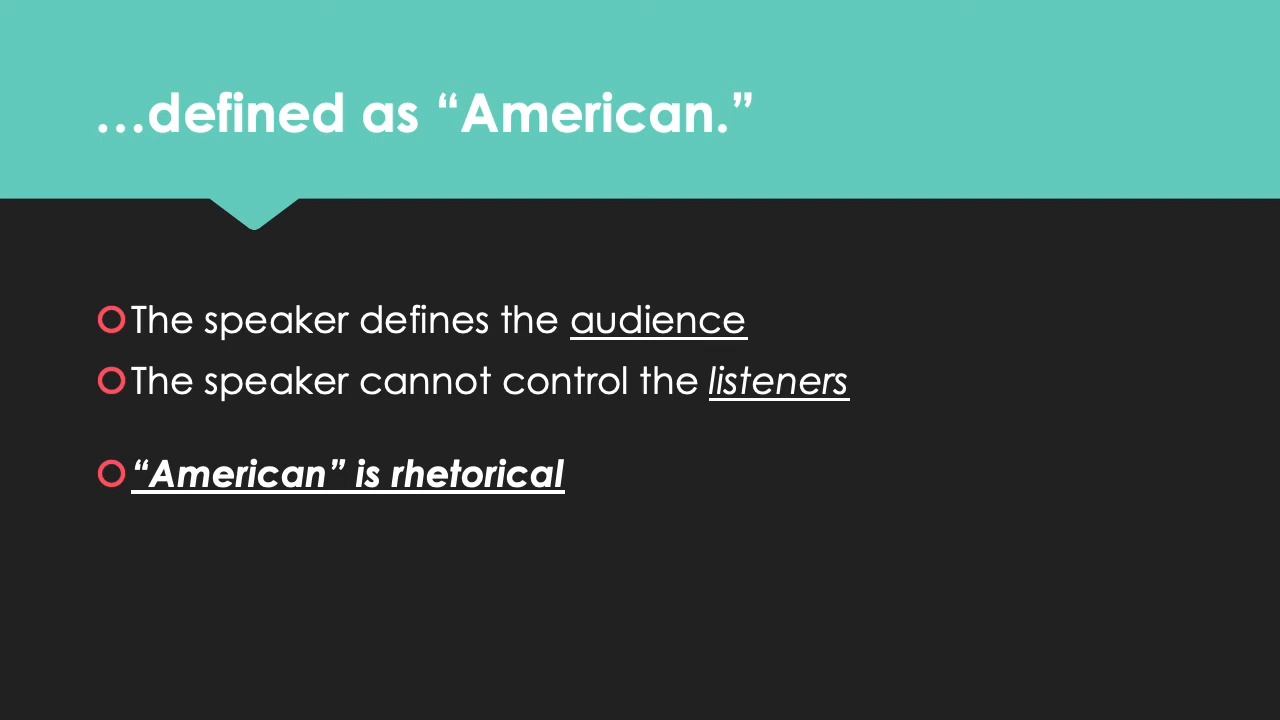 …defined as “American.”
The speaker defines the audience
The speaker cannot control the listeners
“American” is rhetorical